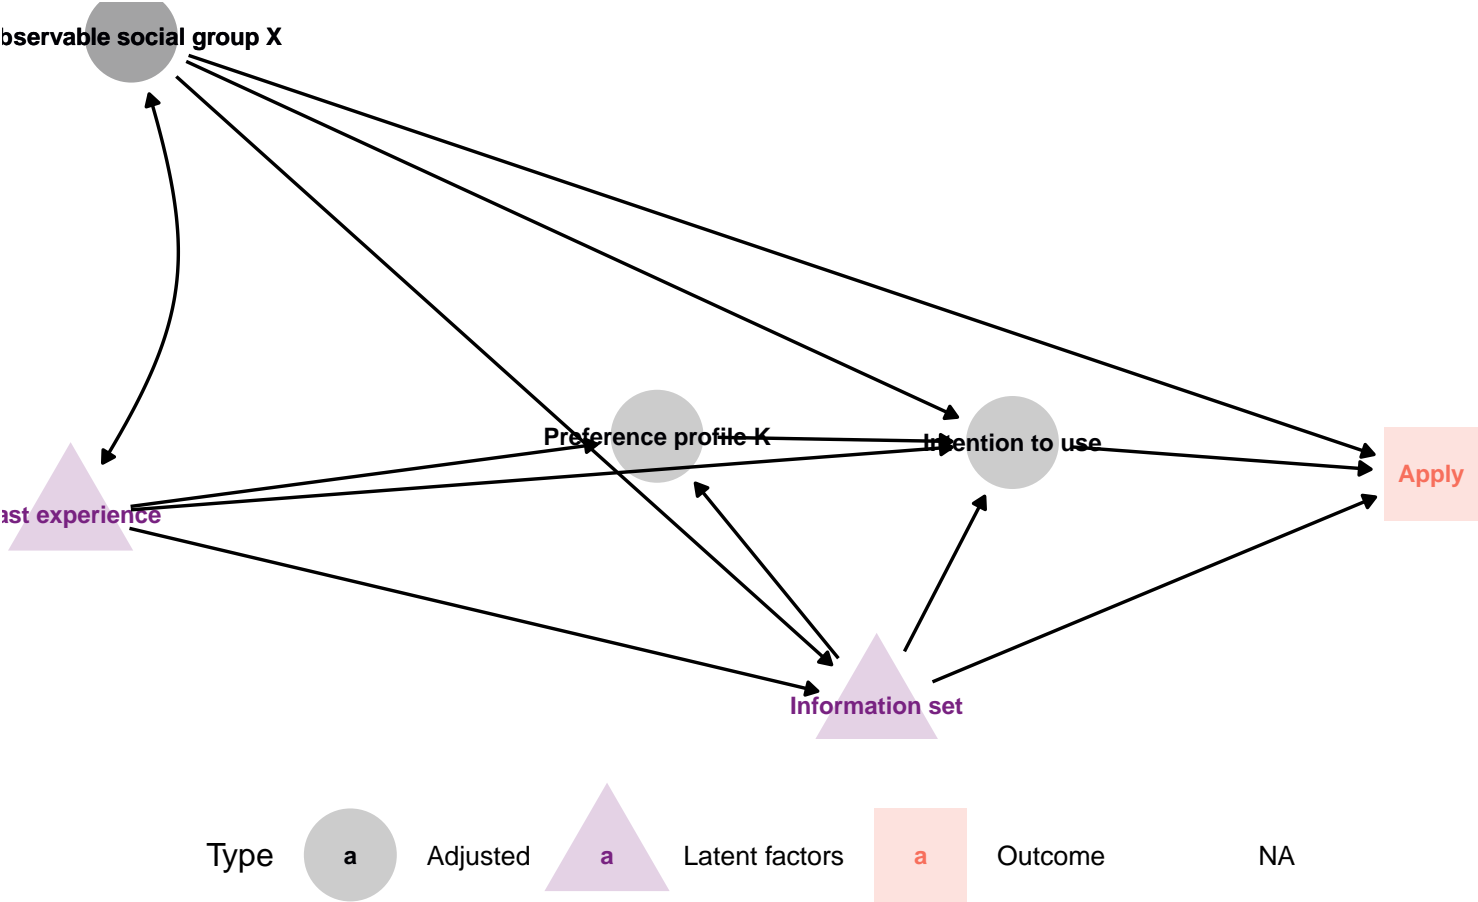 bservable social group X
Preference profile K
Intention to use
Apply
ast experience
Information set
Type a Adjusted a Latent factors a Outcome NA